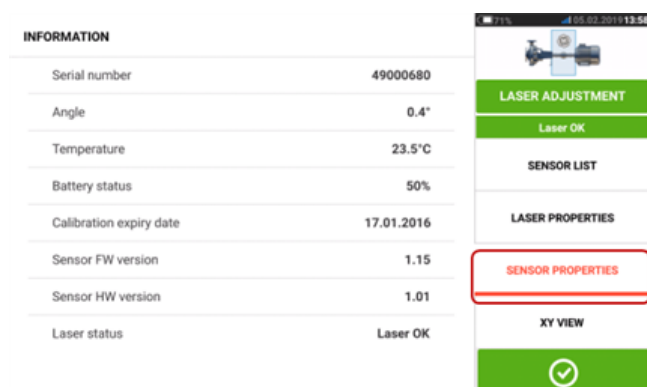 INFORMATION
Serial number 49000680
Angle 0.4°
Temperature 23.5°C
Battery status 50%
Calibration expiry date 17.01.2016
Sensor FW version 1.15
Sensor HW version 1.01
Laser status Laser OK
71% 05.02.2019 13:58
LASER ADJUSTMENT
Laser OK
SENSOR LIST
LASER PROPERTIES
SENSOR PROPERTIES
XY VIEW